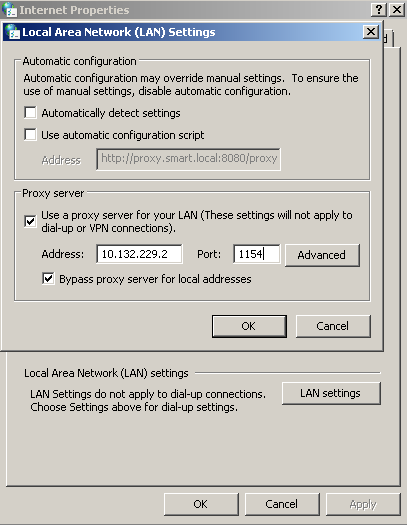 Internet Properties
Local Area Network (LAN) Settings
Automatic configuration
Automatic configuration may override manual settings. To ensure the
use of manual settings, disable automatic configuration.
Automatically detect settings
Use automatic configuration script
Address http://proxy.smart.local:8080/proxy
Proxy server
Use a proxy server for your LAN (These settings will not apply to
dial-up or VPN connections).
Address: 10.132.229.2 Port: 1154 Advanced
Bypass proxy server for local addresses
OK Cancel
Local Area Network (LAN) settings
LAN Settings do not apply to dial-up connections. LAN settings
Choose Settings above for dial-up settings.
OK Cancel Apply